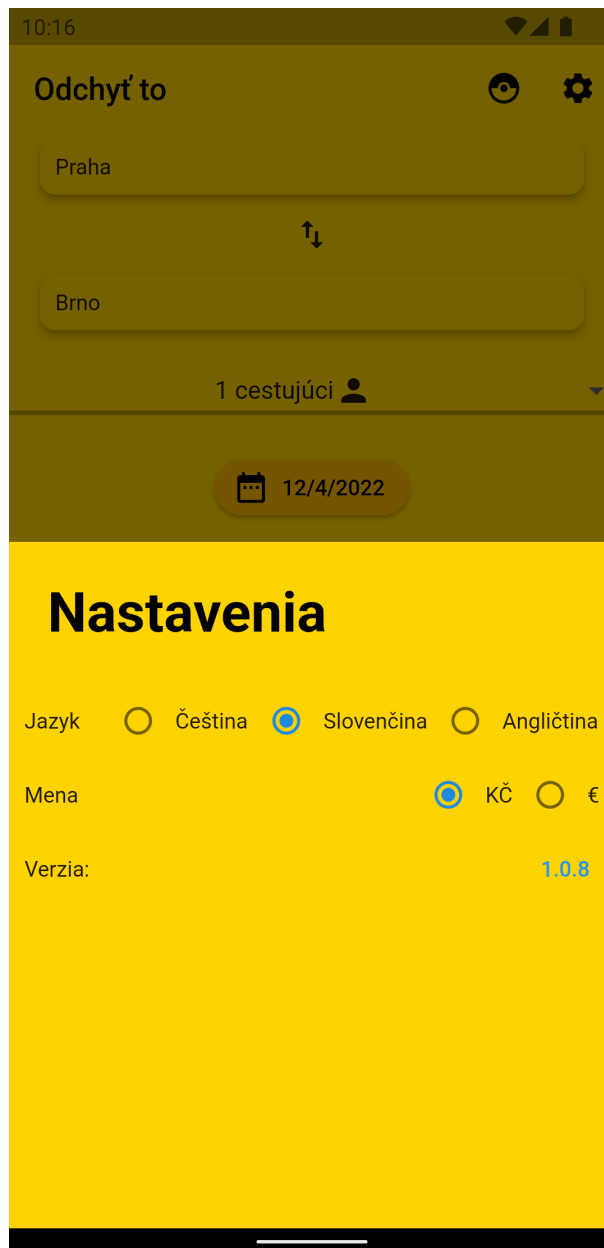 10:16
Odchyť to
Praha
Brno
1 cestujúci
12/4/2022
Nastavenia
Jazyk Čeština Slovenčina Angličtina
Mena KČ €
Verzia: 1.0.8